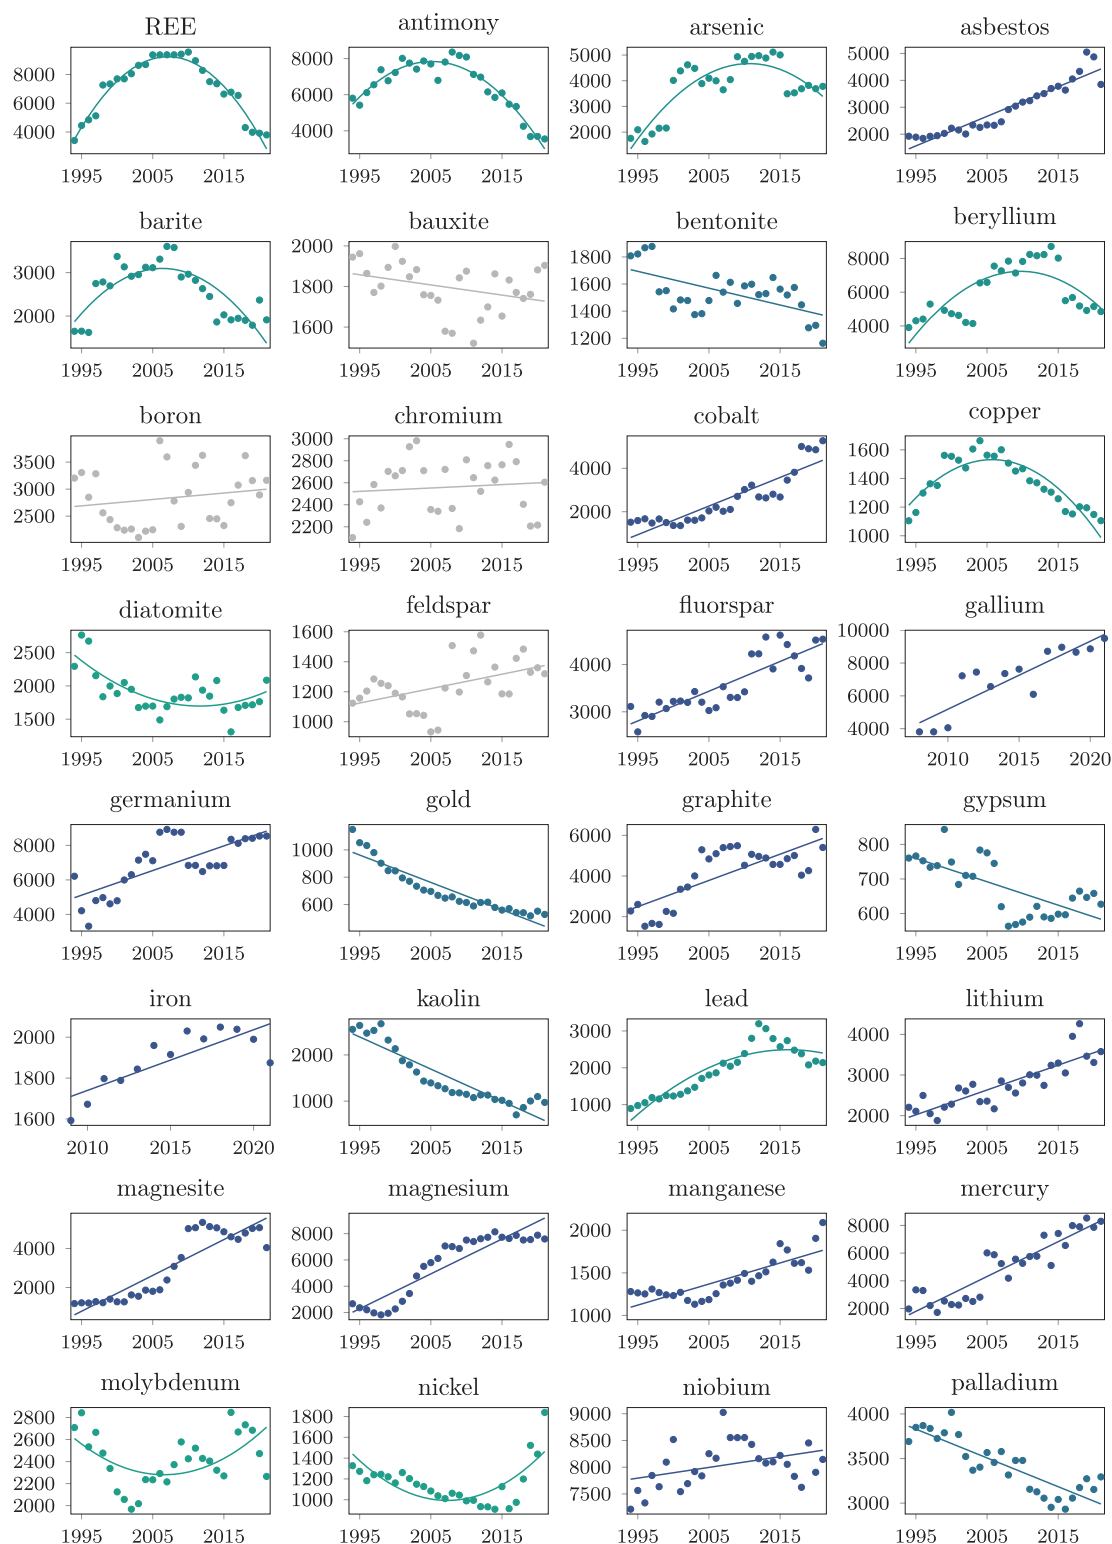 REE antimony arsenic asbestos
8000 6000 4000 8000 6000 4000 5000 4000 3000 2000 5000 4000 3000 2000
1995 2005 2015 1995 2005 2015 1995 2005 2015 1995 2005 2015
barite bauxite bentonite beryllium
3000 2000 2000 1800 1600 1800 1600 1400 1200 8000 6000 4000
1995 2005 2015 1995 2005 2015 1995 2005 2015 1995 2005 2015
boron chromium cobalt copper
3500 3000 2500 3000 2800 2600 2400 2200 4000 2000 1600 1400 1200 1000
1995 2005 2015 1995 2005 2015 1995 2005 2015 1995 2005 2015
diatomite feldspar fluorspar gallium
2500 2000 1500 1600 1400 1200 1000 4000 3000 10000 8000 6000 4000
1995 2005 2015 1995 2005 2015 1995 2005 2015 2010 2015 2020
germanium gold graphite gypsum
8000 6000 4000 1000 800 600 6000 4000 2000 800 700 600
1995 2005 2015 1995 2005 2015 1995 2005 2015 1995 2005 2015
iron kaolin lead lithium
2000 1800 1600 2000 1000 3000 2000 1000 4000 3000 2000
2010 2015 2020 1995 2005 2015 1995 2005 2015 1995 2005 2015
magnesite magnesium manganese mercury
4000 2000 8000 6000 4000 2000 2000 1500 1000 8000 6000 4000 2000
1995 2005 2015 1995 2005 2015 1995 2005 2015 1995 2005 2015
molybdenum nickel niobium palladium
2800 2600 2400 2200 2000 1800 1600 1400 1200 1000 9000 8500 8000 7500 4000 3500 3000
1995 2005 2015 1995 2005 2015 1995 2005 2015 1995 2005 2015